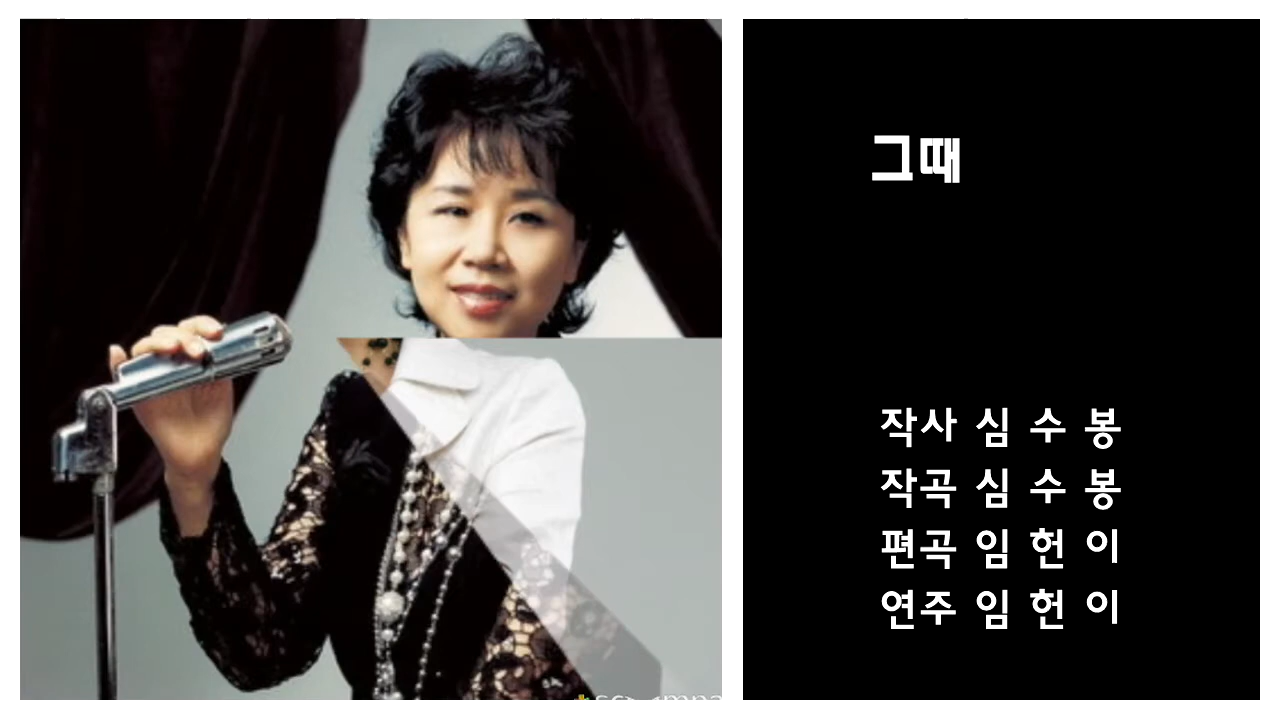 그때
작사 심 수 봉
작곡 심 수 봉
편곡 임 헌 이
연주 임 헌 이